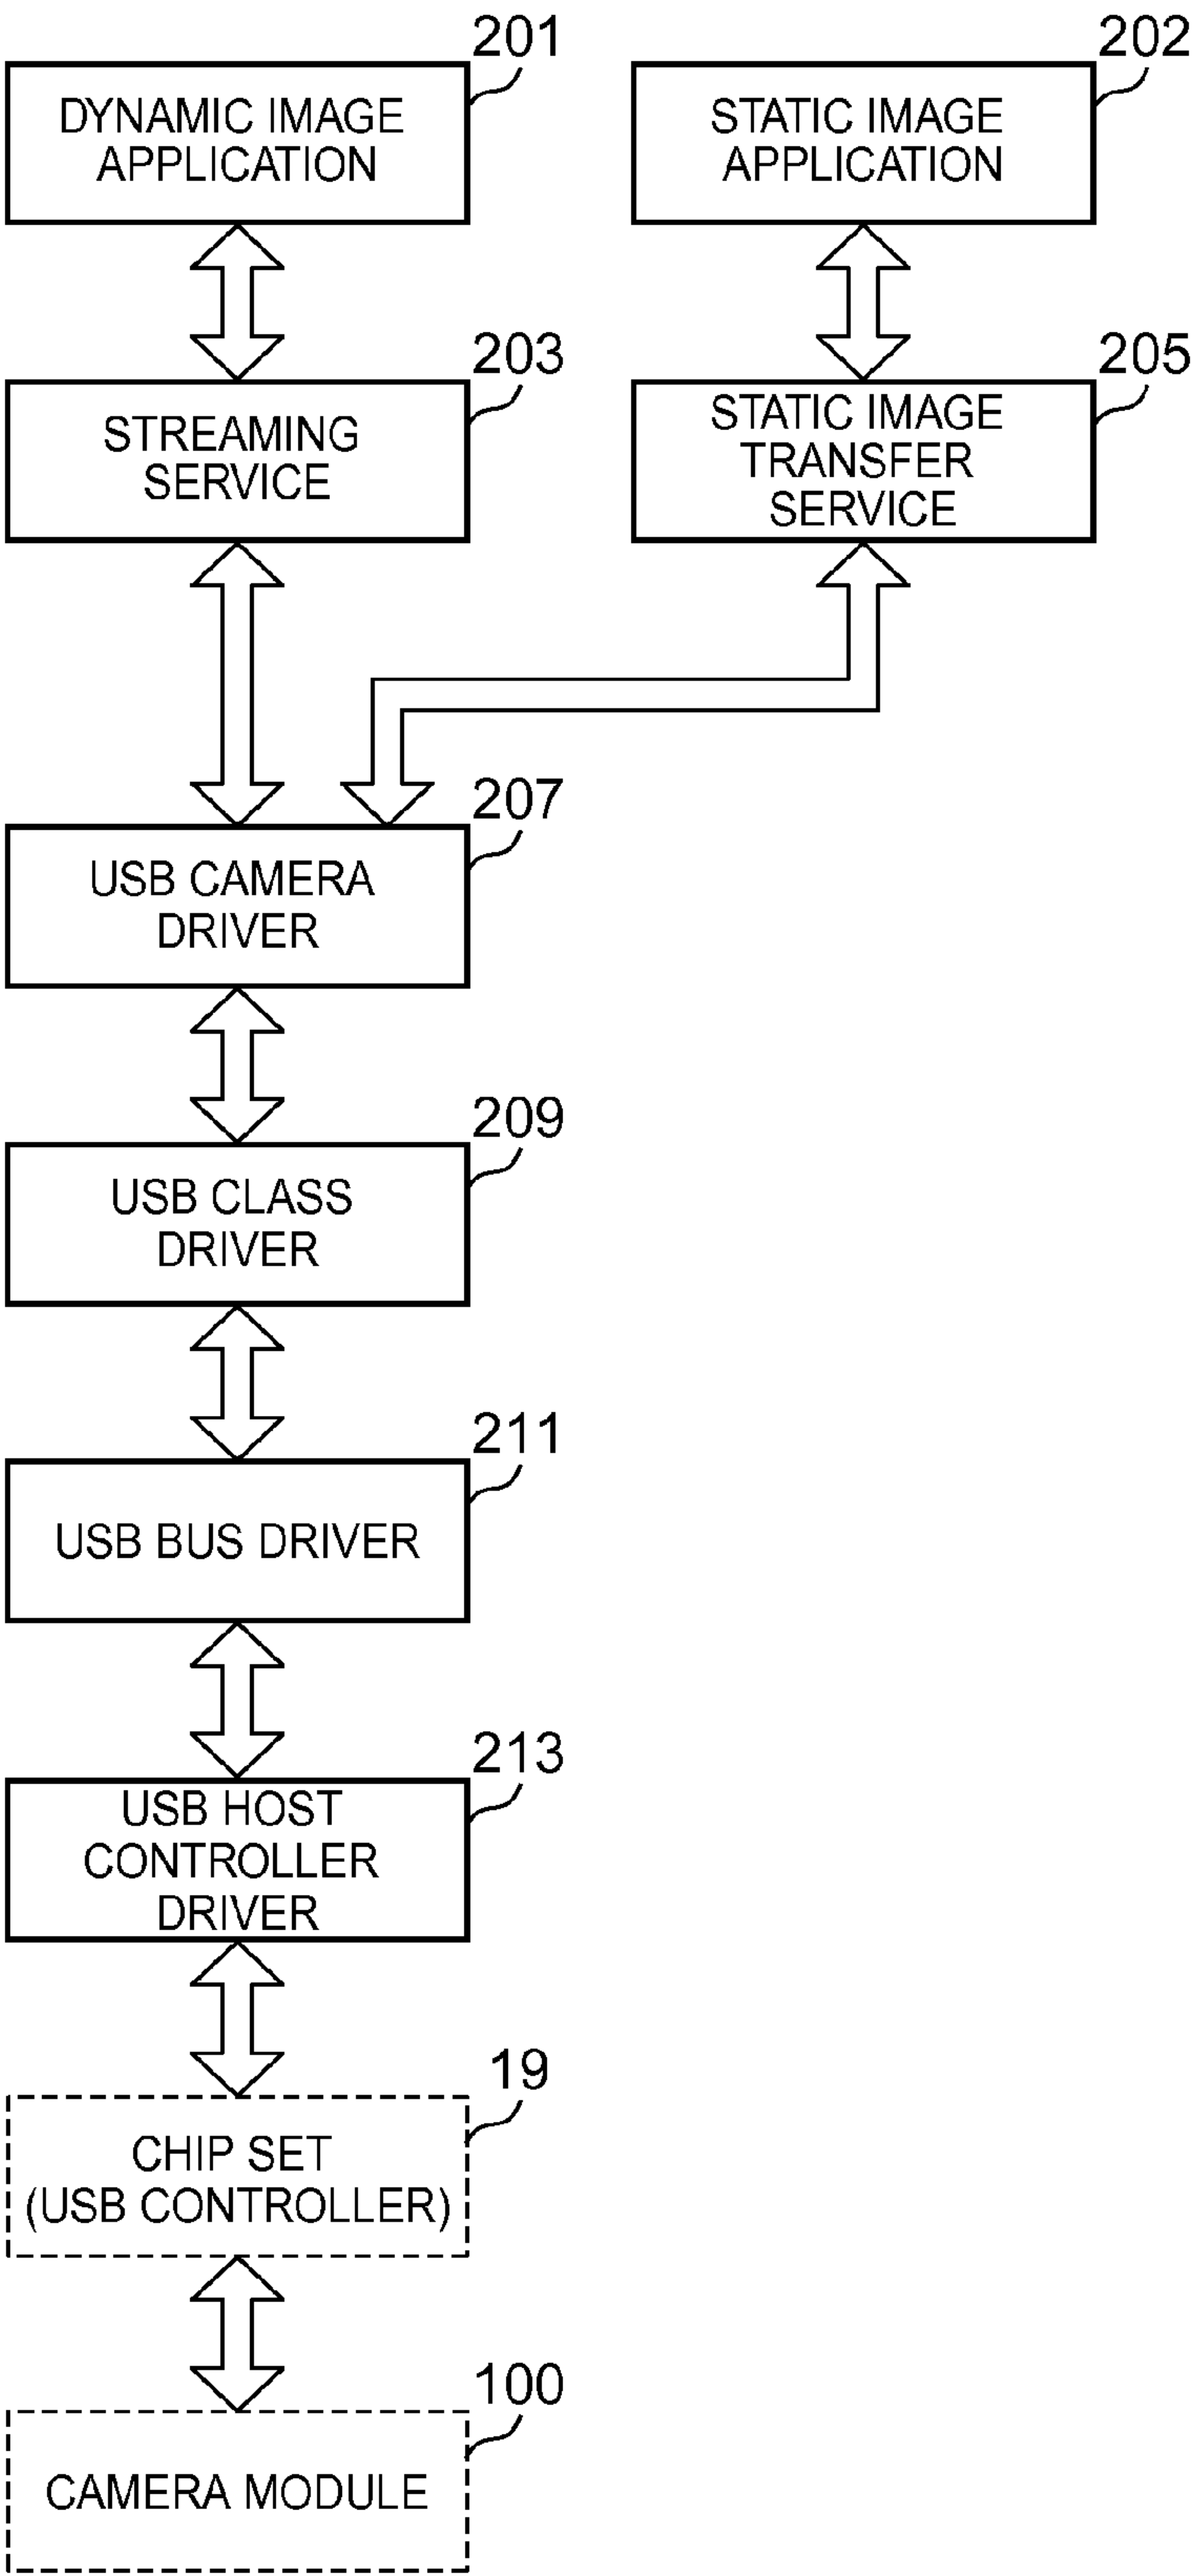 201
DYNAMIC IMAGE
APPLICATION
202
STATIC IMAGE
APPLICATION
203
STREAMING
SERVICE
205
STATIC IMAGE
TRANSFER
SERVICE
207
USB CAMERA
DRIVER
209
USB CLASS
DRIVER
211
USB BUS DRIVER
213
USB HOST
CONTROLLER
DRIVER
19
CHIP SET
(USB CONTROLLER)
100
CAMERA MODULE